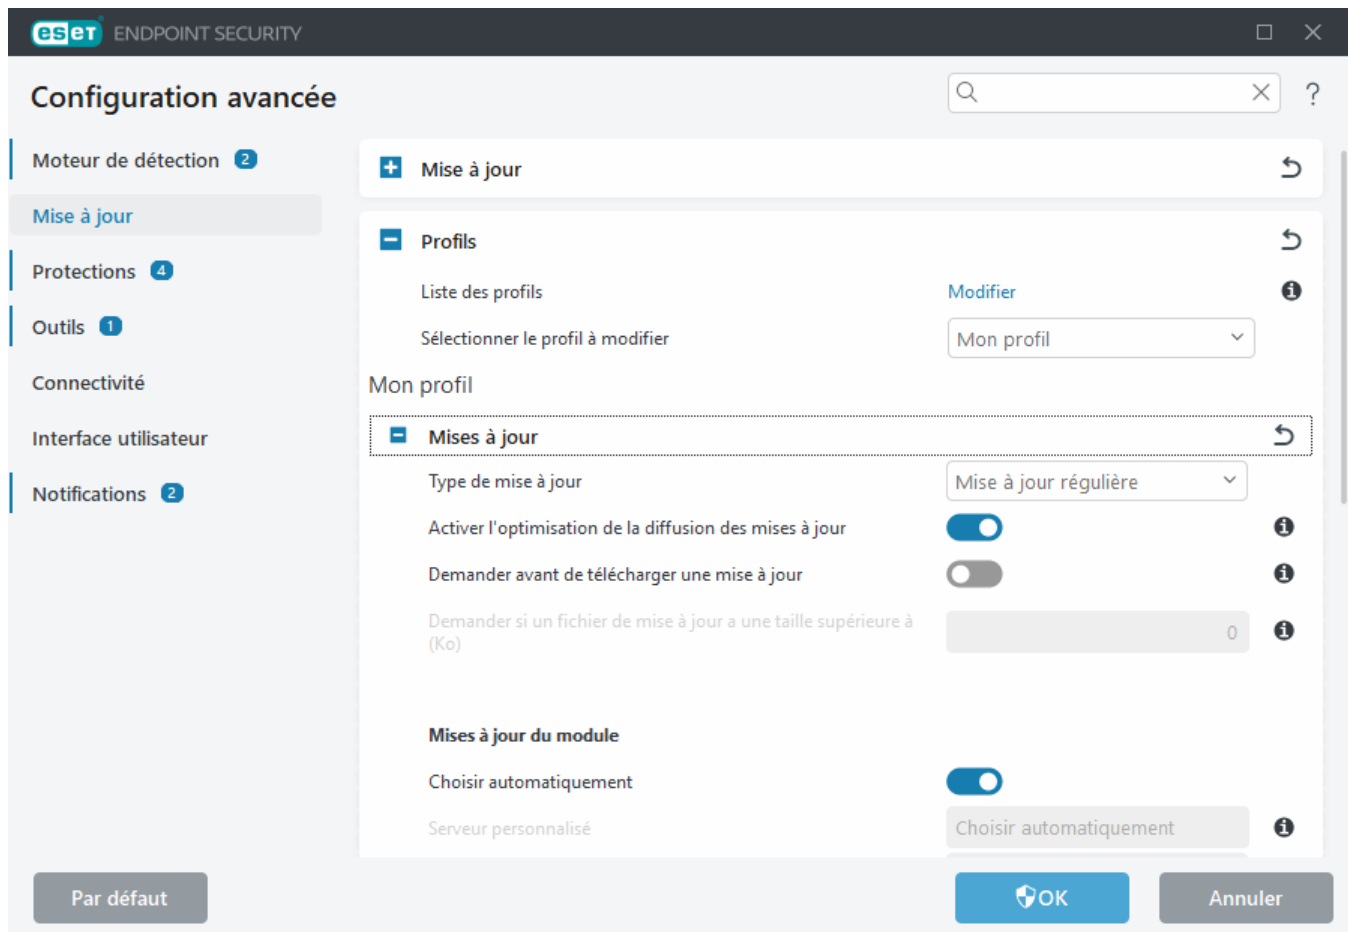 eset ENDPOINT SECURITY
Configuration avancée
?
Moteur de détection 2
Mise à jour
Protections 4
Outils 1
Connectivité
Interface utilisateur
Notifications 2
Mise à jour
Profils
Liste des profils Modifier
Sélectionner le profil à modifier Mon profil
Mon profil
Mises à jour
Type de mise à jour Mise à jour régulière
Activer l'optimisation de la diffusion des mises à jour
Demander avant de télécharger une mise à jour
Demander si un fichier de mise à jour a une taille supérieure à
(Ko) 0
Mises à jour du module
Choisir automatiquement
Serveur personnalisé Choisir automatiquement
Par défaut OK Annuler